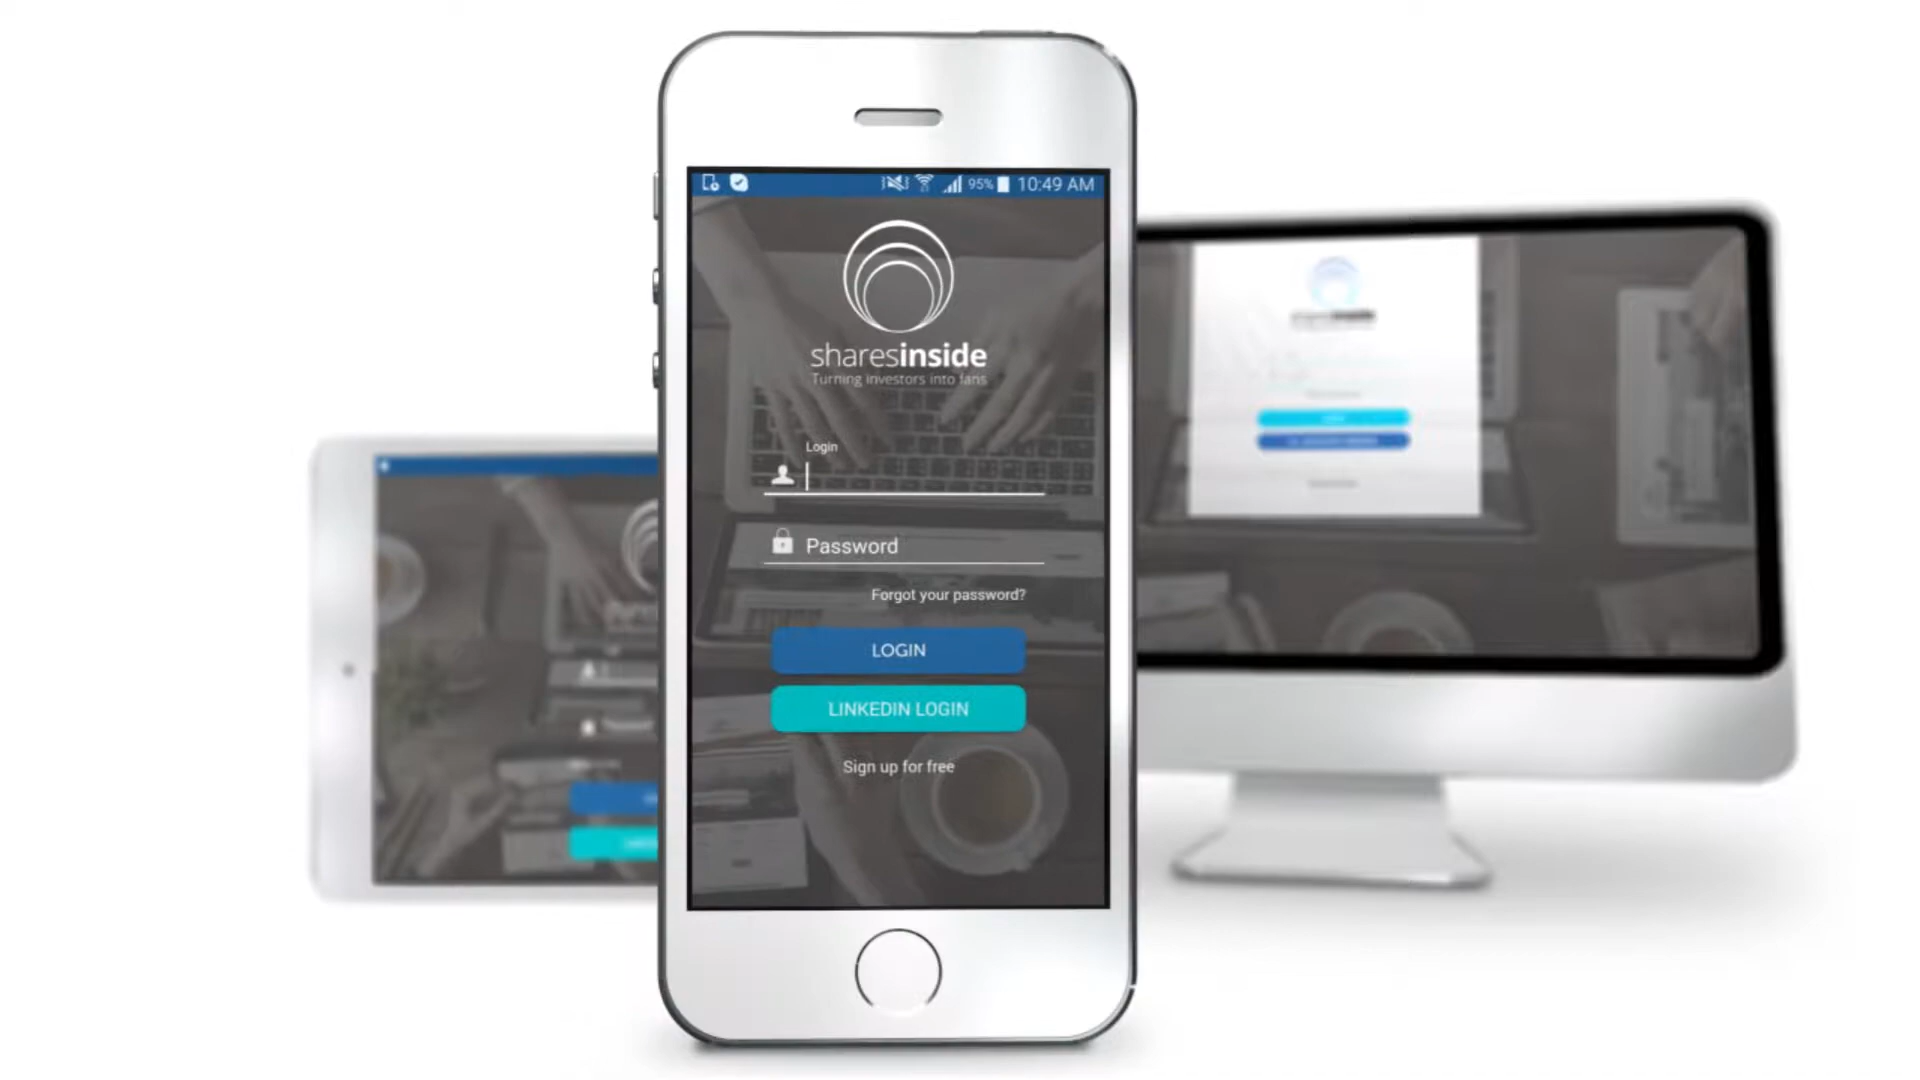 95% 10:49 AM
sharesinside
Turning investors into fans
Login
Password
Forgot your password?
LOGIN
LINKEDIN LOGIN
Sign up for free